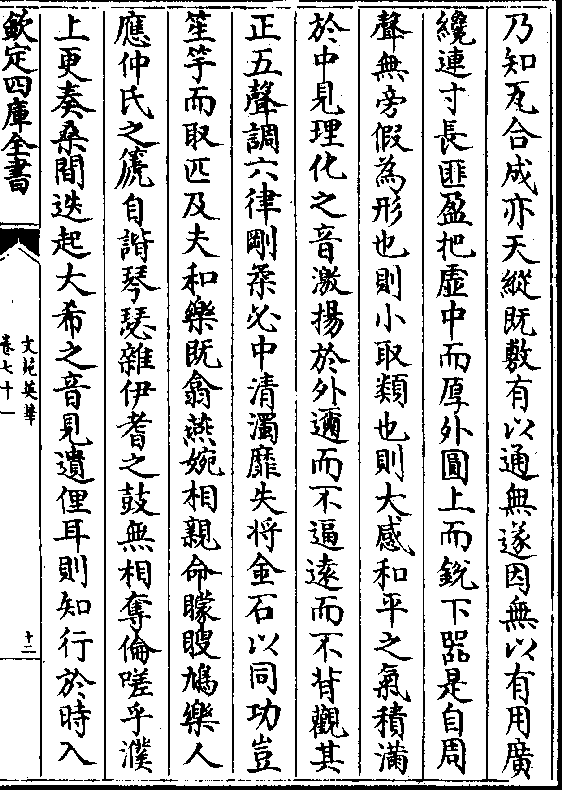 乃知瓦合成亦天縱既敷有以通無遂因無以有用廣
纔連寸長匪盈把虛中而厚外圓上而銳下器是自周
聲無旁假為形也則小取類也則大感和平之氣積滿
於中見理化之音激揚於外邇而不逼遠而不背觀其
正五聲調六律剛柔必中清濁靡失将金石以同功豈
笙竽而取匹及夫和樂既翕燕婉相親命矇瞍鳩樂人
應仲氏之篪自諧琴瑟雜伊耆之鼓無相奪倫嗟乎濮
上更奏桑間迭起大希之音見遺俚耳則知行於時入
欽定四庫全書
文苑英華
卷七十一
十二